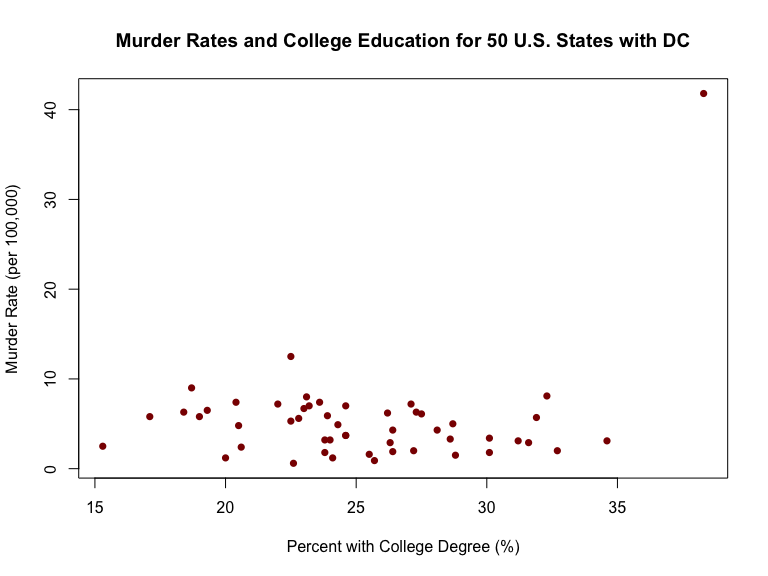 Murder Rates and College Education for 50 U.S. States with DC
Murder Rate (per 100,000)
40
30
20
10
0
15 20 25 30 35
Percent with College Degree (%)